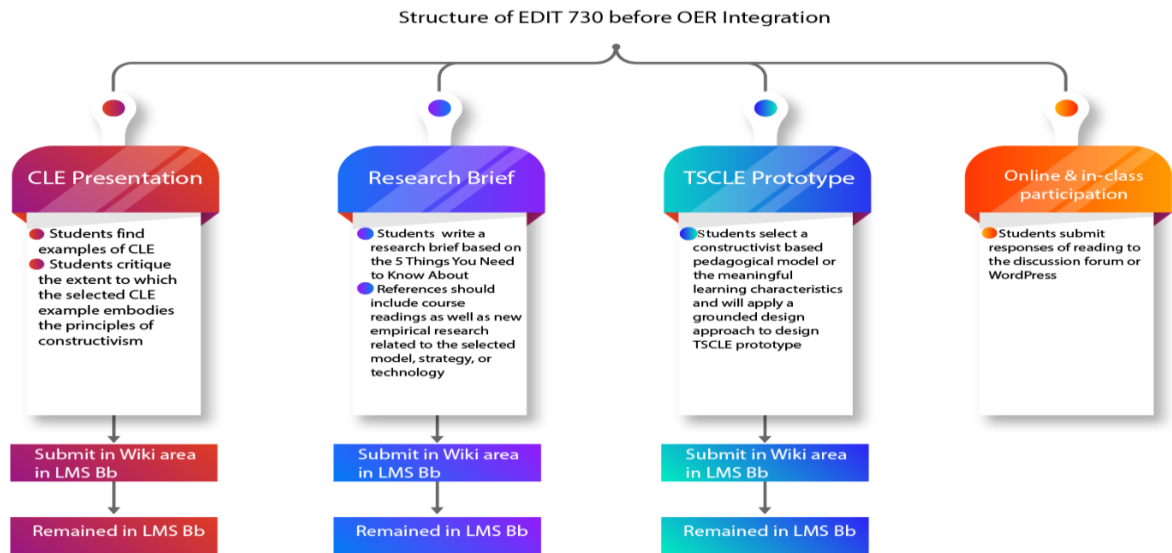 Structure of EDIT 730 before OER Integration
CLE Presentation
Students find
examples of CLE
Students critique
the extent to which
the selected CLE
example embodies
the principles of
constructivism
Submit in Wiki area
in LMS Bb
Remained in LMS Bb
Research Brief
Students write a
research brief based on
the 5 Things You Need
to Know About
References should
include course
readings as well as new
empirical research
related to the selected
model, strategy, or
technology
Submit in Wiki area
in LMS Bb
Remained in LMS Bb
TSCLE Prototype
Students select a
constructivist based
pedagogical model or
the meaningful
learning characteristics
and will apply a
grounded design
approach to design
TSCLE prototype
Submit in Wiki area
in LMS Bb
Remained in LMS Bb
Online & in-class
participation
Students submit
responses of reading to
the discussion forum or
WordPress